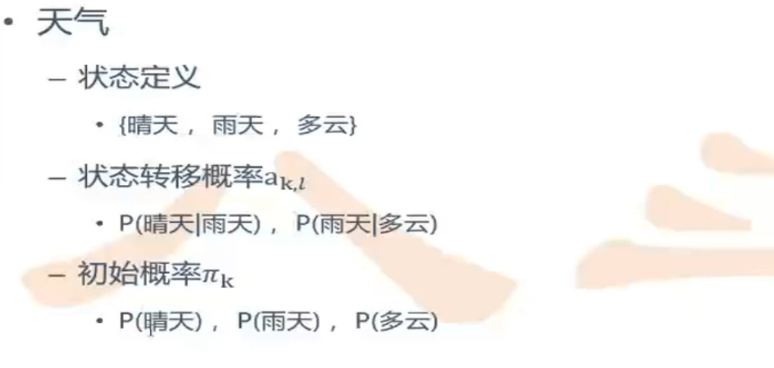 • 天气
– 状态定义
• {晴天， 雨天， 多云}
– 状态转移概率a_{k,l}
• P(晴天|雨天)， P(雨天|多云)
– 初始概率π_k
• P(晴天)， P(雨天)， P(多云)